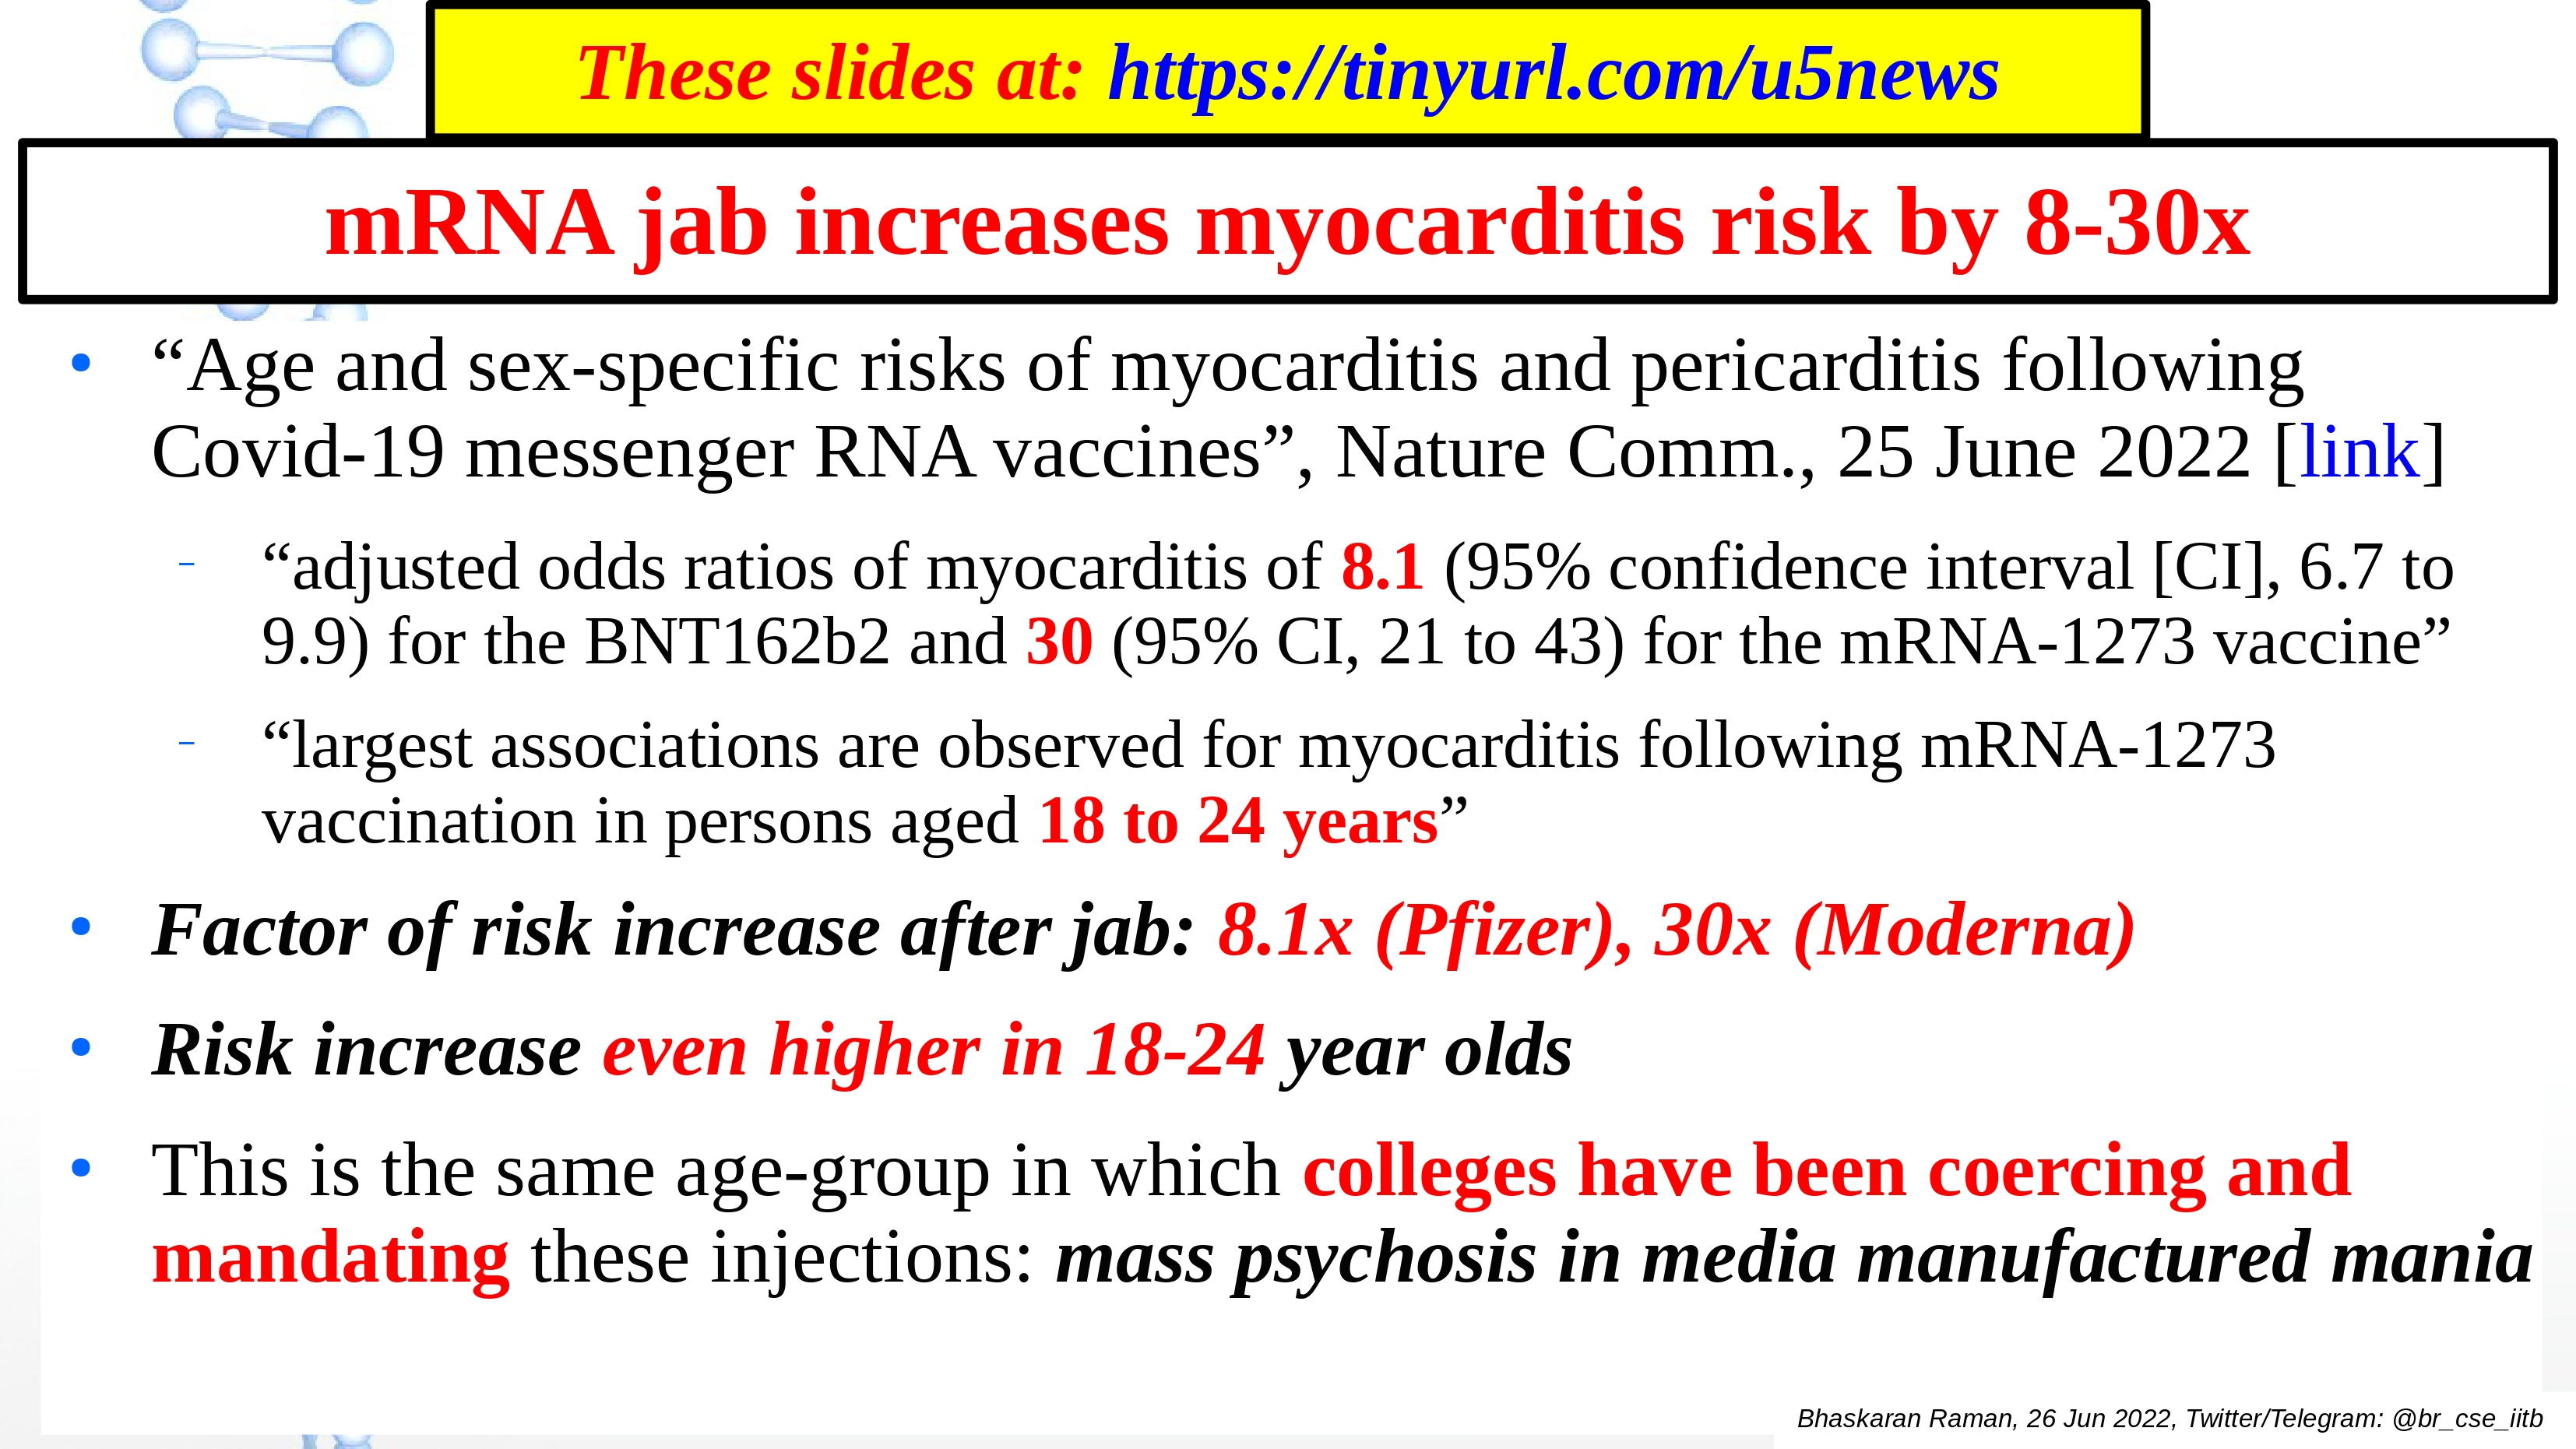 These slides at: https://tinyurl.com/u5news
mRNA jab increases myocarditis risk by 8-30x
• “Age and sex-specific risks of myocarditis and pericarditis following
Covid-19 messenger RNA vaccines”, Nature Comm., 25 June 2022 [link]
– “adjusted odds ratios of myocarditis of 8.1 (95% confidence interval [CI], 6.7 to
9.9) for the BNT162b2 and 30 (95% CI, 21 to 43) for the mRNA-1273 vaccine”
– “largest associations are observed for myocarditis following mRNA-1273
vaccination in persons aged 18 to 24 years”
• Factor of risk increase after jab: 8.1x (Pfizer), 30x (Moderna)
• Risk increase even higher in 18-24 year olds
• This is the same age-group in which colleges have been coercing and
mandating these injections: mass psychosis in media manufactured mania
Bhaskaran Raman, 26 Jun 2022, Twitter/Telegram: @br_cse_iitb